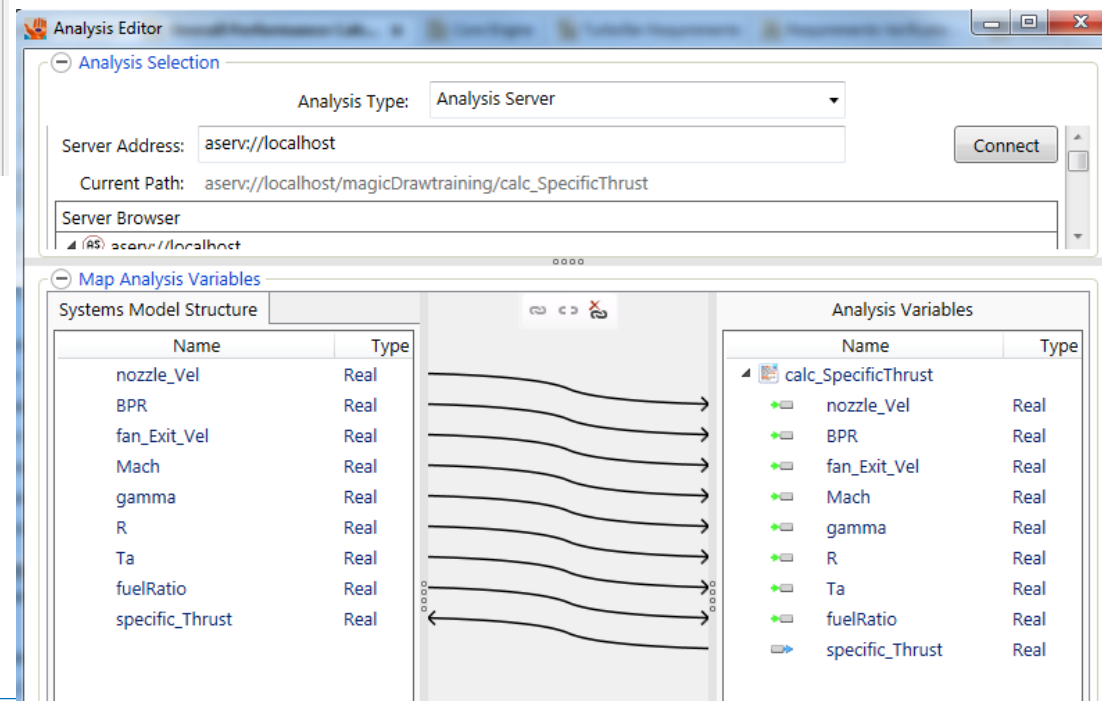 Analysis Editor
Analysis Selection
Analysis Type: Analysis Server
Server Address: aserv://localhost Connect
Current Path: aserv://localhost/magicDrawtraining/calc_SpecificThrust
Server Browser
AS aserv://localhost
Map Analysis Variables
Systems Model Structure Analysis Variables
Name Type Name Type
nozzle_Vel Real calc_SpecificThrust
BPR Real nozzle_Vel Real
fan_Exit_Vel Real BPR Real
Mach Real fan_Exit_Vel Real
gamma Real Mach Real
R Real gamma Real
Ta Real R Real
fuelRatio Real Ta Real
specific_Thrust Real fuelRatio Real
specific_Thrust Real